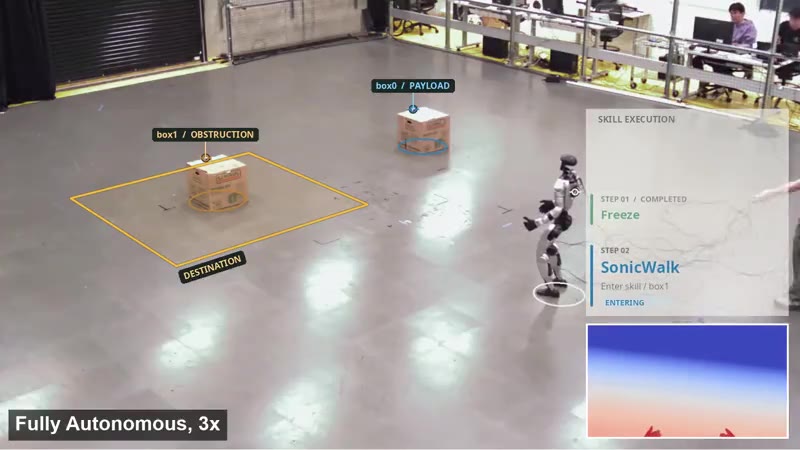 box0 / PAYLOAD
box1 / OBSTRUCTION
DESTINATION
SKILL EXECUTION
STEP 01 / COMPLETED
Freeze
STEP 02
SonicWalk
Enter skill / box1
ENTERING
Fully Autonomous, 3x